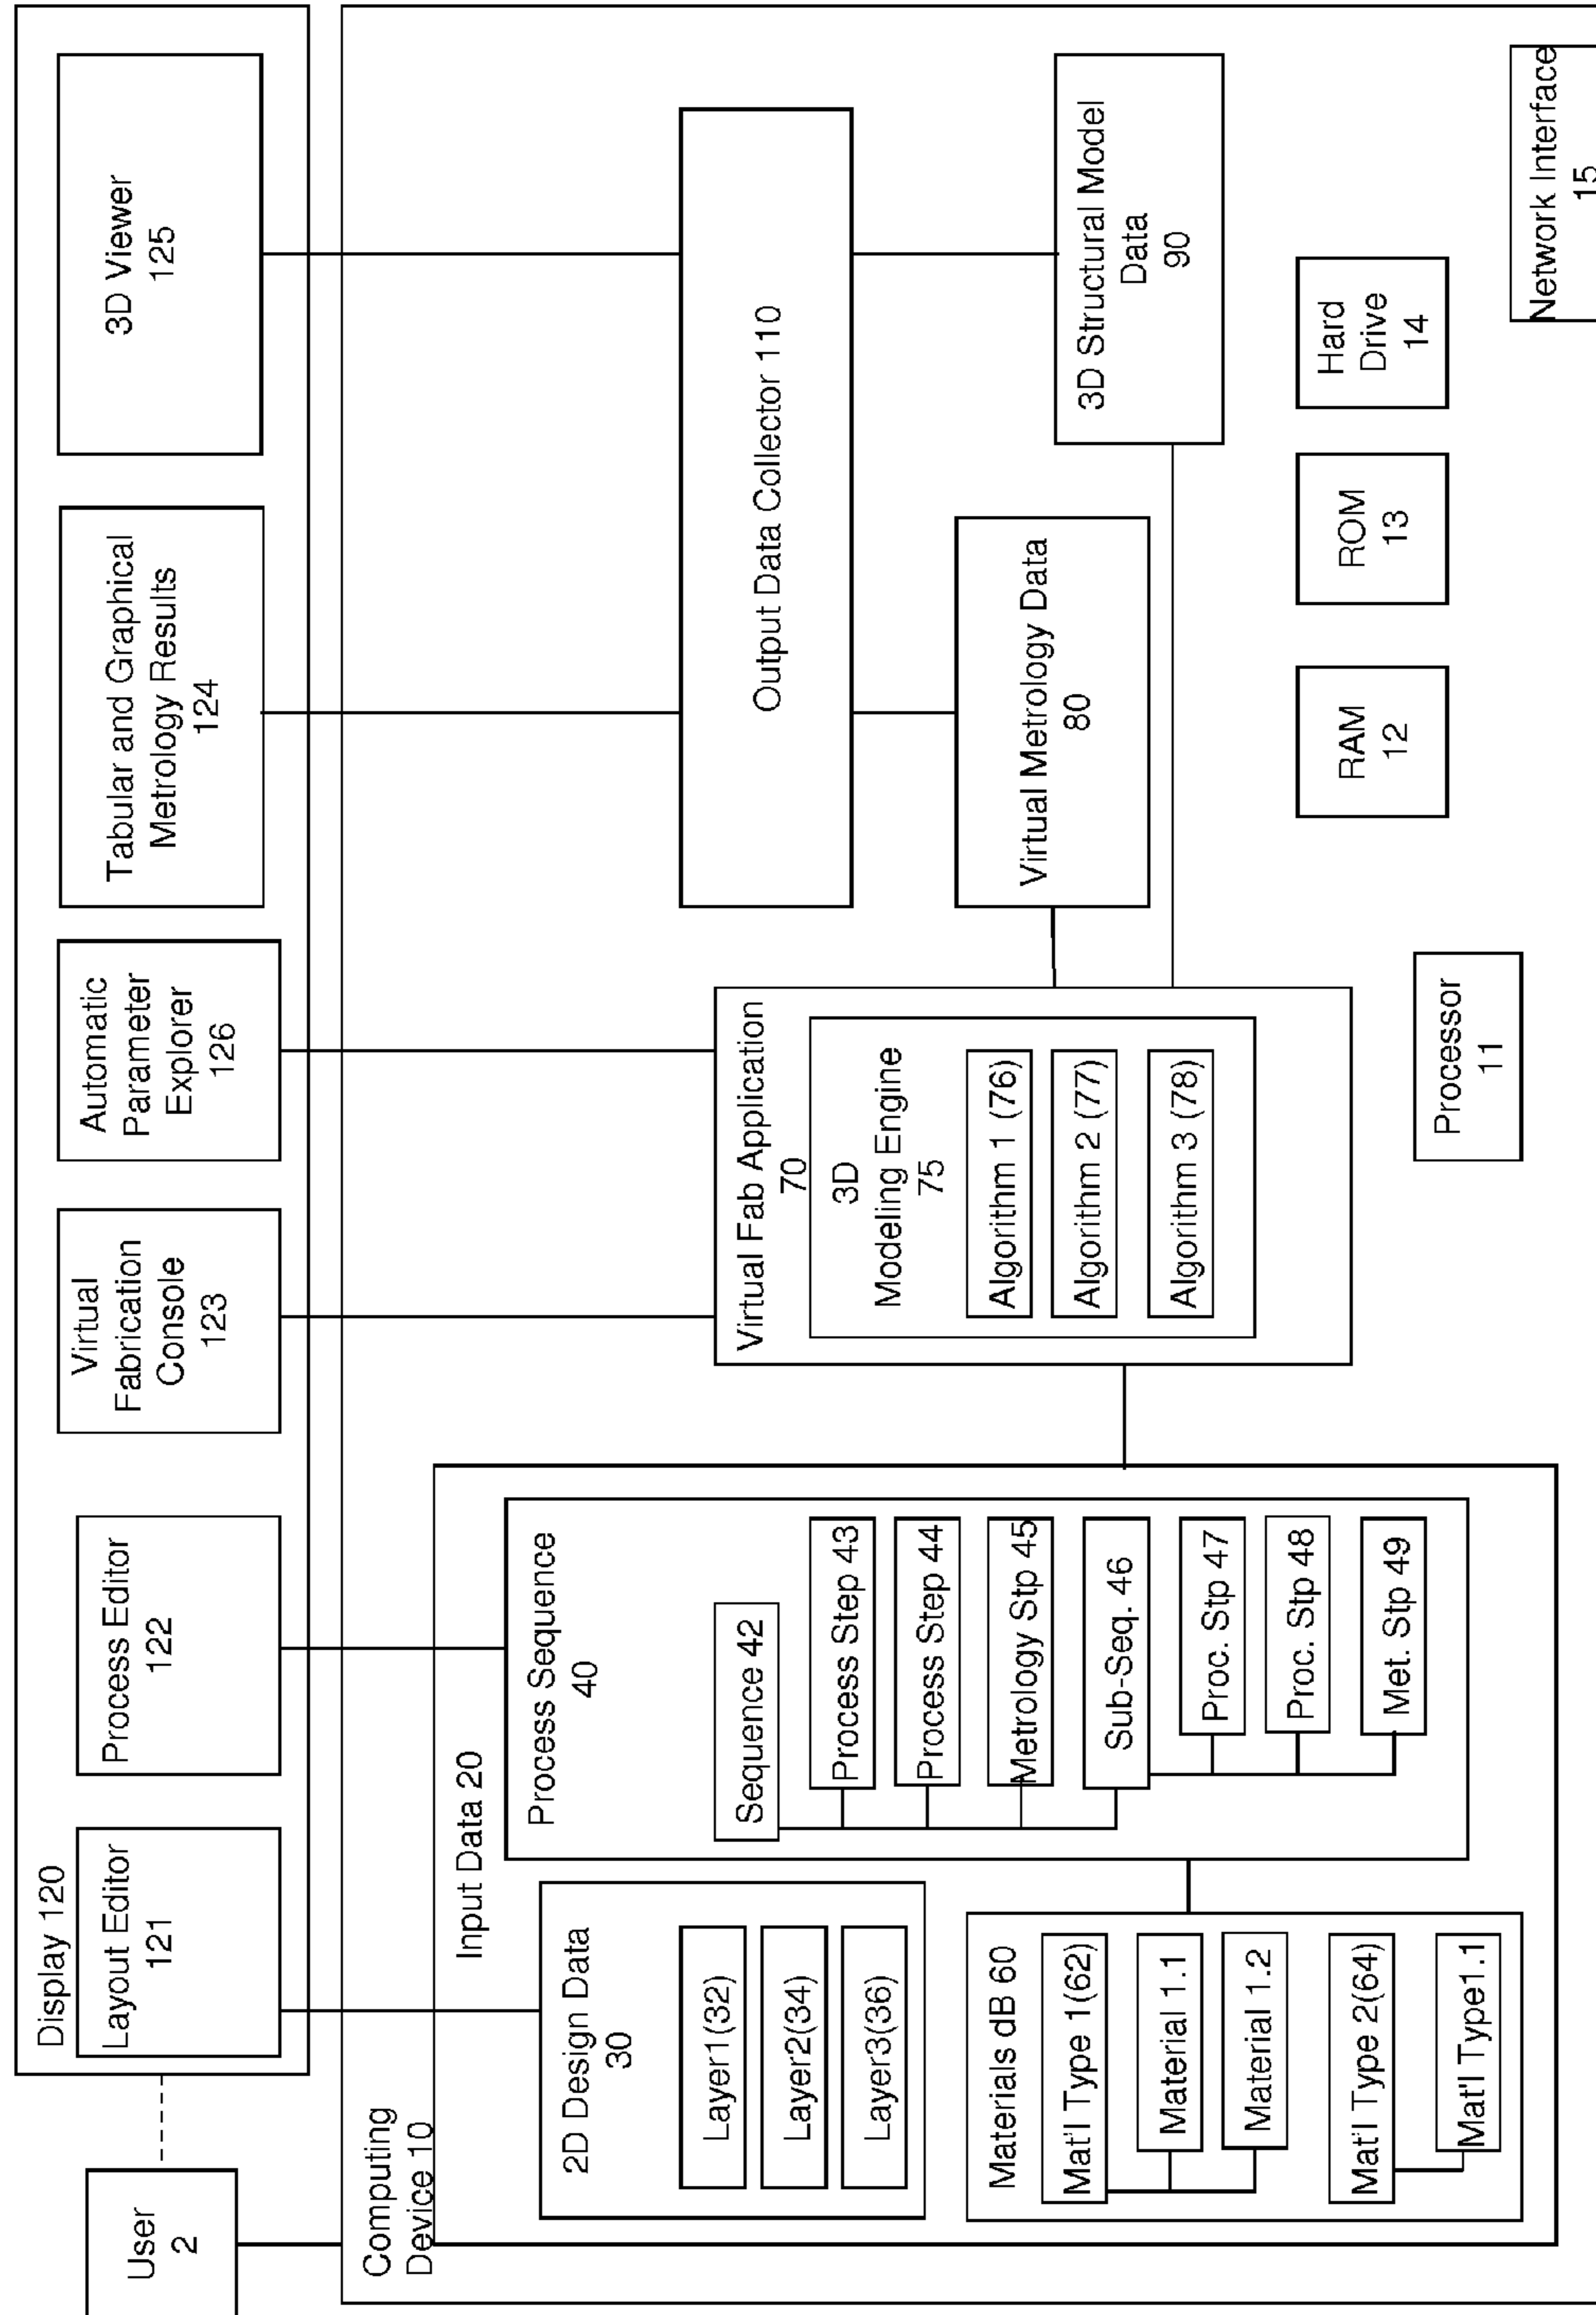 User
2
Display 120
Layout Editor
121
Process Editor
122
Virtual
Fabrication
Console
123
Automatic
Parameter
Explorer
126
Tabular and Graphical
Metrology Results
124
3D Viewer
125
Computing
Device 10
Input Data 20
2D Design Data
30
Layer1(32)
Layer2(34)
Layer3(36)
Materials dB 60
Mat'l Type 1(62)
Material 1.1
Material 1.2
Mat'l Type 2(64)
Mat'l Type1.1
Process Sequence
40
Sequence 42
Process Step 43
Process Step 44
Metrology Stp 45
Sub-Seq. 46
Proc. Stp 47
Proc. Stp 48
Met. Stp 49
Virtual Fab Application
70
3D
Modeling Engine
75
Algorithm 1 (76)
Algorithm 2 (77)
Algorithm 3 (78)
Output Data Collector 110
Virtual Metrology Data
80
3D Structural Model
Data
90
Processor
11
RAM
12
ROM
13
Hard
Drive
14
Network Interface
15